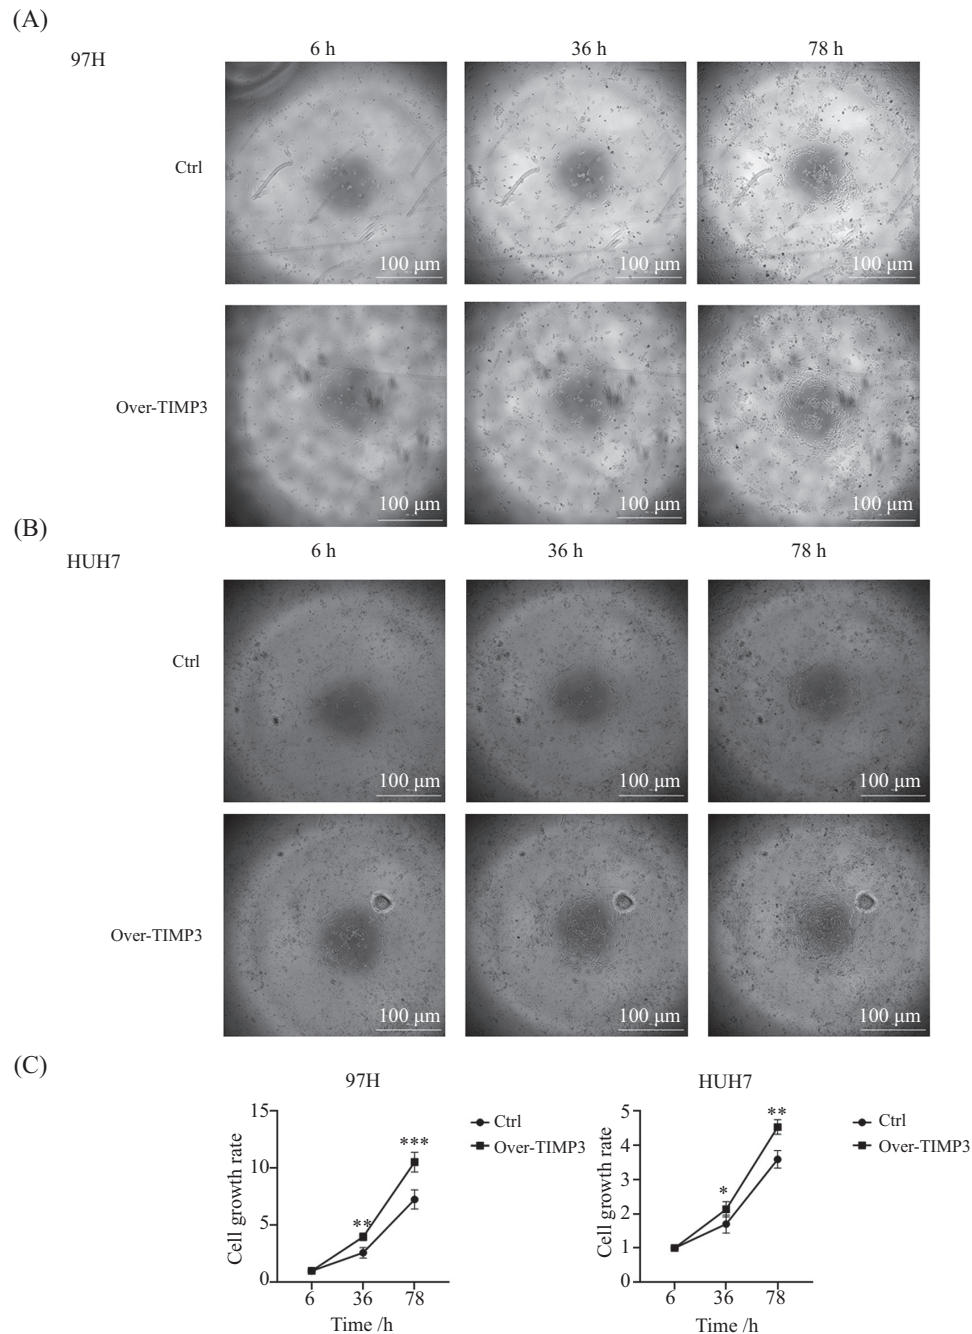 (A)
97H
6 h 36 h 78 h
Ctrl
100 µm 100 µm 100 µm
Over-TIMP3
100 µm 100 µm 100 µm
(B)
HUH7
6 h 36 h 78 h
Ctrl
100 µm 100 µm 100 µm
Over-TIMP3
100 µm 100 µm 100 µm
(C)
97H
Cell growth rate
15
10
5
0
** ***
6 36 78
Time /h
Ctrl
Over-TIMP3
HUH7
Cell growth rate
5
4
3
2
1
0
* **
6 36 78
Time /h
Ctrl
Over-TIMP3